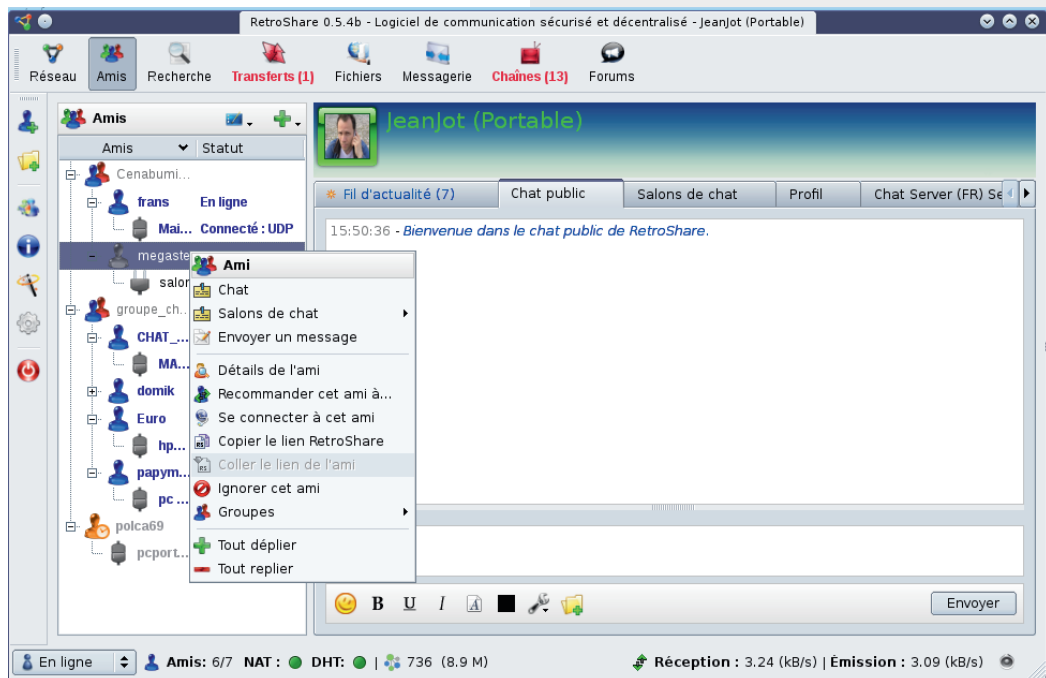 RetroShare 0.5.4b - Logiciel de communication sécurisé et décentralisé - JeanJot (Portable)
Réseau Amis Recherche Transferts (1) Fichiers Messagerie Chaînes (13) Forums
Amis
JeanJot (Portable)
Amis Statut
Cenabumi...
frans En ligne
Mai... Connecté : UDP
megaste
salon
groupe_ch...
CHAT_...
MA...
domik
Euro
hp...
papym...
pc ...
polca69
pcport...
Fil d'actualité (7) Chat public Salons de chat Profil Chat Server (FR) Se
15:50:36 - Bienvenue dans le chat public de RetroShare.
Ami
Chat
Salons de chat
Envoyer un message
Détails de l'ami
Recommander cet ami à...
Se connecter à cet ami
Copier le lien RetroShare
Coller le lien de l'ami
Ignorer cet ami
Groupes
Tout déplier
Tout replier
B U I A
Envoyer
En ligne Amis: 6/7 NAT : DHT: | 736 (8.9 M) Réception : 3.24 (kB/s) | Émission : 3.09 (kB/s)